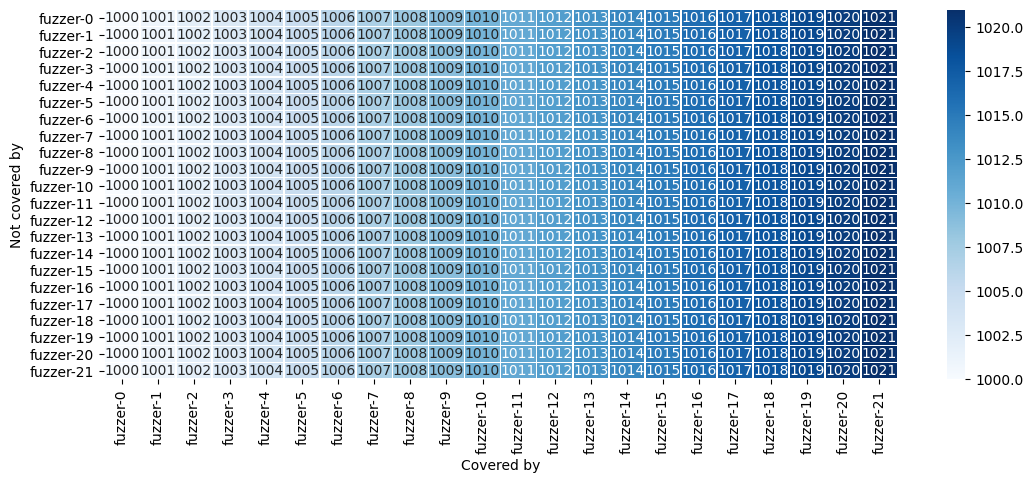 fuzzer-0 1000 1001 1002 1003 1004 1005 1006 1007 1008 1009 1010 1011 1012 1013 1014 1015 1016 1017 1018 1019 1020 1021
fuzzer-1 1000 1001 1002 1003 1004 1005 1006 1007 1008 1009 1010 1011 1012 1013 1014 1015 1016 1017 1018 1019 1020 1021
fuzzer-2 1000 1001 1002 1003 1004 1005 1006 1007 1008 1009 1010 1011 1012 1013 1014 1015 1016 1017 1018 1019 1020 1021
fuzzer-3 1000 1001 1002 1003 1004 1005 1006 1007 1008 1009 1010 1011 1012 1013 1014 1015 1016 1017 1018 1019 1020 1021
fuzzer-4 1000 1001 1002 1003 1004 1005 1006 1007 1008 1009 1010 1011 1012 1013 1014 1015 1016 1017 1018 1019 1020 1021
fuzzer-5 1000 1001 1002 1003 1004 1005 1006 1007 1008 1009 1010 1011 1012 1013 1014 1015 1016 1017 1018 1019 1020 1021
fuzzer-6 1000 1001 1002 1003 1004 1005 1006 1007 1008 1009 1010 1011 1012 1013 1014 1015 1016 1017 1018 1019 1020 1021
fuzzer-7 1000 1001 1002 1003 1004 1005 1006 1007 1008 1009 1010 1011 1012 1013 1014 1015 1016 1017 1018 1019 1020 1021
fuzzer-8 1000 1001 1002 1003 1004 1005 1006 1007 1008 1009 1010 1011 1012 1013 1014 1015 1016 1017 1018 1019 1020 1021
fuzzer-9 1000 1001 1002 1003 1004 1005 1006 1007 1008 1009 1010 1011 1012 1013 1014 1015 1016 1017 1018 1019 1020 1021
fuzzer-10 1000 1001 1002 1003 1004 1005 1006 1007 1008 1009 1010 1011 1012 1013 1014 1015 1016 1017 1018 1019 1020 1021
fuzzer-11 1000 1001 1002 1003 1004 1005 1006 1007 1008 1009 1010 1011 1012 1013 1014 1015 1016 1017 1018 1019 1020 1021
fuzzer-12 1000 1001 1002 1003 1004 1005 1006 1007 1008 1009 1010 1011 1012 1013 1014 1015 1016 1017 1018 1019 1020 1021
fuzzer-13 1000 1001 1002 1003 1004 1005 1006 1007 1008 1009 1010 1011 1012 1013 1014 1015 1016 1017 1018 1019 1020 1021
fuzzer-14 1000 1001 1002 1003 1004 1005 1006 1007 1008 1009 1010 1011 1012 1013 1014 1015 1016 1017 1018 1019 1020 1021
fuzzer-15 1000 1001 1002 1003 1004 1005 1006 1007 1008 1009 1010 1011 1012 1013 1014 1015 1016 1017 1018 1019 1020 1021
fuzzer-16 1000 1001 1002 1003 1004 1005 1006 1007 1008 1009 1010 1011 1012 1013 1014 1015 1016 1017 1018 1019 1020 1021
fuzzer-17 1000 1001 1002 1003 1004 1005 1006 1007 1008 1009 1010 1011 1012 1013 1014 1015 1016 1017 1018 1019 1020 1021
fuzzer-18 1000 1001 1002 1003 1004 1005 1006 1007 1008 1009 1010 1011 1012 1013 1014 1015 1016 1017 1018 1019 1020 1021
fuzzer-19 1000 1001 1002 1003 1004 1005 1006 1007 1008 1009 1010 1011 1012 1013 1014 1015 1016 1017 1018 1019 1020 1021
fuzzer-20 1000 1001 1002 1003 1004 1005 1006 1007 1008 1009 1010 1011 1012 1013 1014 1015 1016 1017 1018 1019 1020 1021
fuzzer-21 1000 1001 1002 1003 1004 1005 1006 1007 1008 1009 1010 1011 1012 1013 1014 1015 1016 1017 1018 1019 1020 1021
Not covered by
fuzzer-0
fuzzer-1
fuzzer-2
fuzzer-3
fuzzer-4
fuzzer-5
fuzzer-6
fuzzer-7
fuzzer-8
fuzzer-9
fuzzer-10
fuzzer-11
fuzzer-12
fuzzer-13
fuzzer-14
fuzzer-15
fuzzer-16
fuzzer-17
fuzzer-18
fuzzer-19
fuzzer-20
fuzzer-21
Covered by
1020.0
1017.5
1015.0
1012.5
1010.0
1007.5
1005.0
1002.5
1000.0